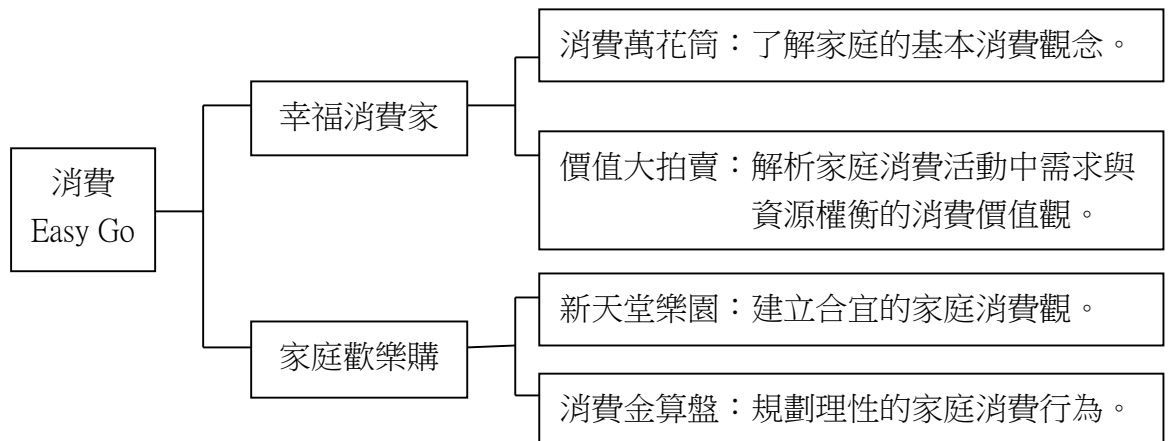 消費萬花筒：了解家庭的基本消費觀念。
幸福消費家
價值大拍賣：解析家庭消費活動中需求與
資源權衡的消費價值觀。
消費
Easy Go
新天堂樂園：建立合宜的家庭消費觀。
家庭歡樂購
消費金算盤：規劃理性的家庭消費行為。